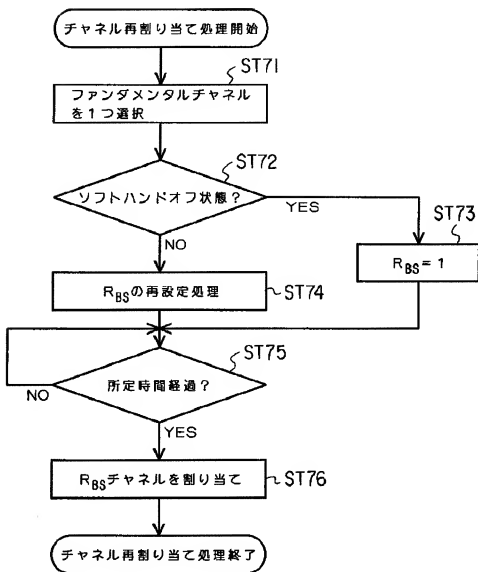 チャネル再割り当て処理開始
ST71
ファンダメンタルチャネル
を1つ選択
ST72
ソフトハンドオフ状態?
YES
ST73
NO
RBS=1
RBSの再設定処理
ST74
ST75
所定時間経過?
NO
YES
RBSチャネルを割り当て
ST76
チャネル再割り当て処理終了